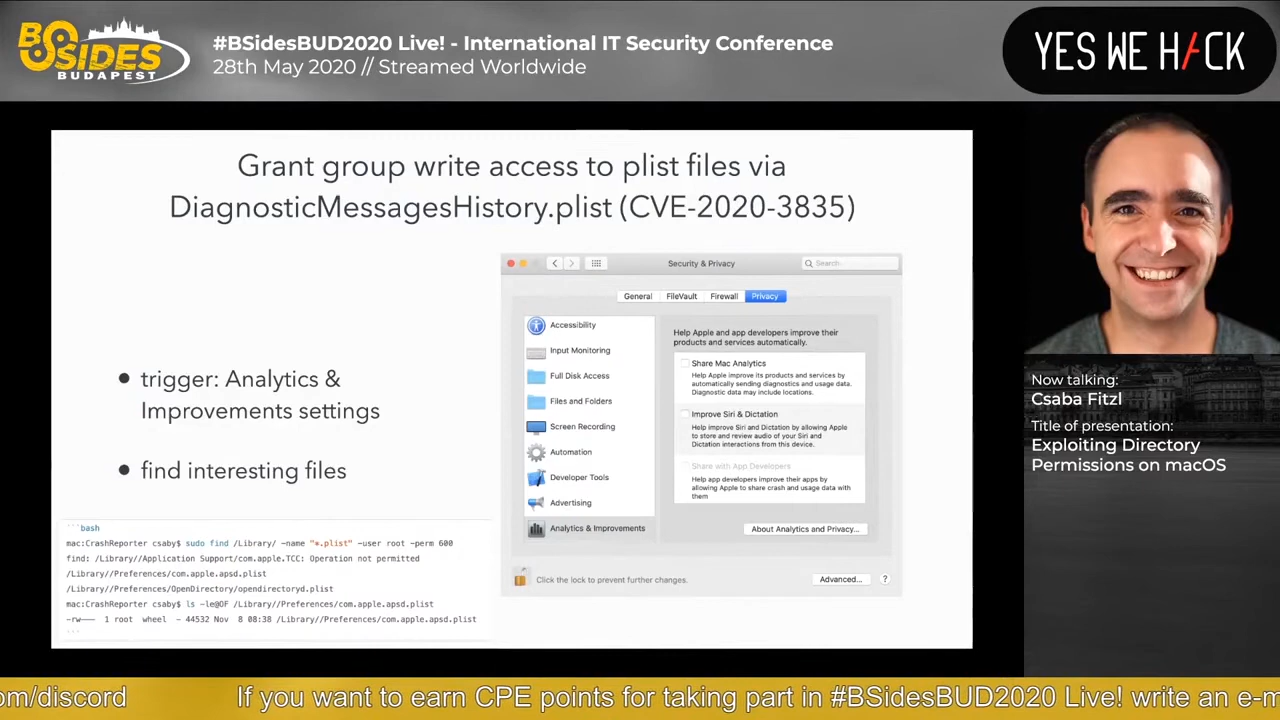 BSIDES
BUDAPEST
#BSidesBUD2020 Live! - International IT Security Conference
28th May 2020 // Streamed Worldwide
YES WE H/CK
Grant group write access to plist files via
DiagnosticMessagesHistory.plist (CVE-2020-3835)
trigger: Analytics &
Improvements settings
find interesting files
Security & Privacy
Search
General FileVault Firewall Privacy
Accessibility
Input Monitoring
Full Disk Access
Files and Folders
Screen Recording
Automation
Developer Tools
Advertising
Analytics & Improvements
Help Apple and app developers improve their
products and services automatically.
Share Mac Analytics
Help Apple improve its products and services by
automatically sending diagnostics and usage data.
Diagnostic data may include locations.
Improve Siri & Dictation
Help improve Siri and Dictation by allowing Apple
to store and review audio of your Siri and
Dictation interactions from this device.
Share with App Developers
Help app developers improve their apps by
allowing Apple to share crash and usage data with
them
About Analytics and Privacy...
Click the lock to prevent further changes.
Advanced... ?
```bash
mac:CrashReporter csaby$ sudo find /Library/ -name "*.plist" -user root -perm 600
find: /Library//Application Support/com.apple.TCC: Operation not permitted
/Library//Preferences/com.apple.apsd.plist
/Library//Preferences/OpenDirectory/opendirectoryd.plist
mac:CrashReporter csaby$ ls -le@OF /Library//Preferences/com.apple.apsd.plist
-rw------- 1 root wheel - 44532 Nov 8 08:38 /Library//Preferences/com.apple.apsd.plist
```
Now talking:
Csaba Fitzl
Title of presentation:
Exploiting Directory
Permissions on macOS
om/discord If you want to earn CPE points for taking part in #BSidesBUD2020 Live! write an e-m